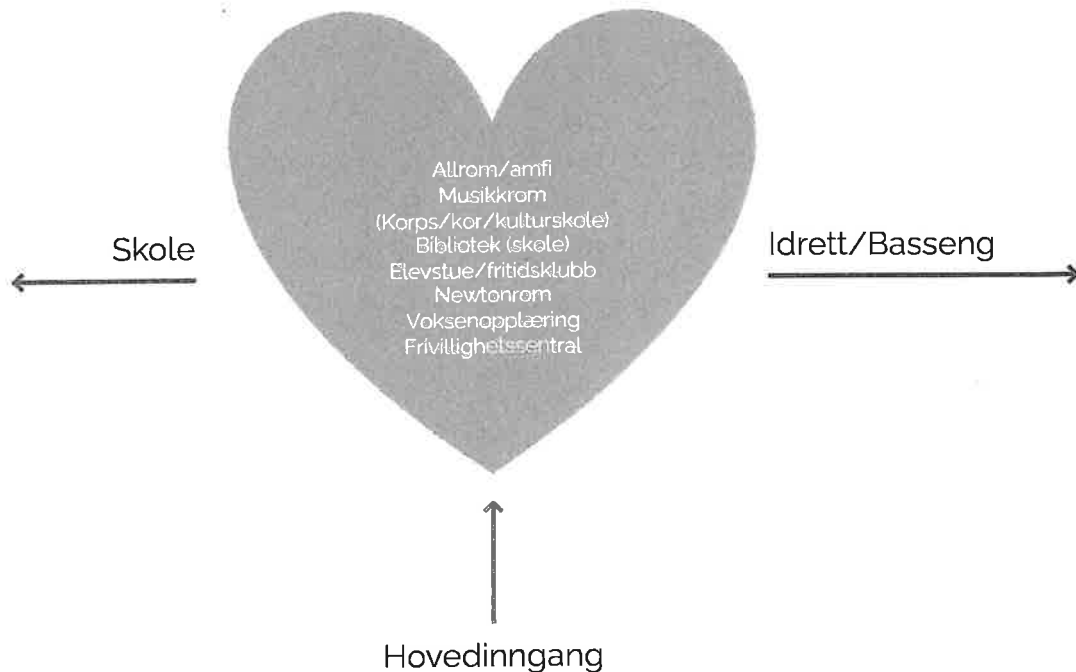 Allrom/amfi
Musikkrom
(Korps/kor/kulturskole)
Bibliotek (skole)
Elevstue/fritidsklubb
Newtonrom
Voksenopplæring
Frivillighetssentral
Skole
Idrett/Basseng
Hovedinngang